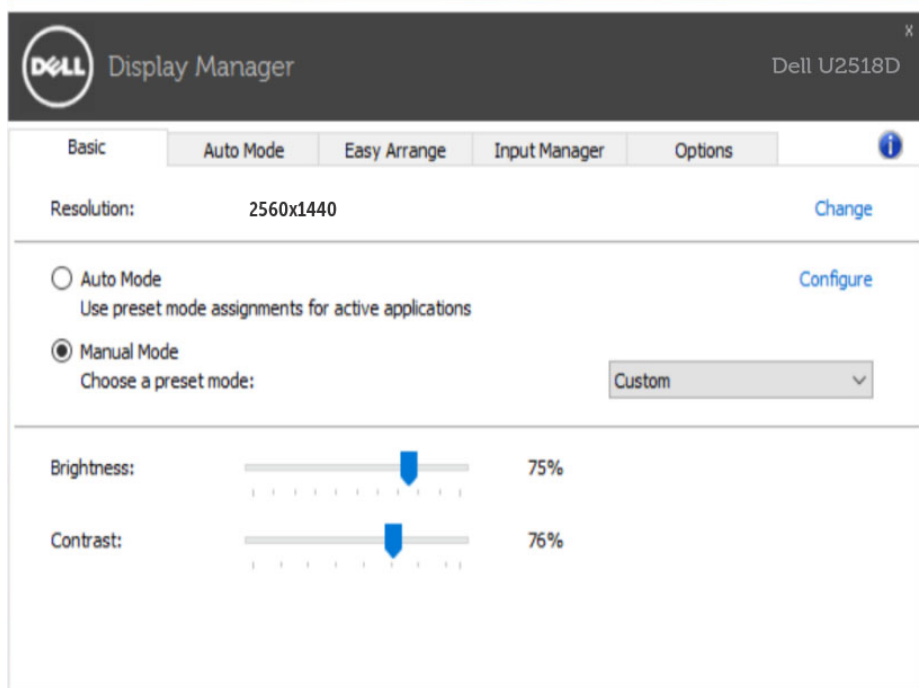 x
DELL Display Manager
Dell U2518D
Basic Auto Mode Easy Arrange Input Manager Options i
Resolution: 2560x1440 Change
Auto Mode Configure
Use preset mode assignments for active applications
Manual Mode
Choose a preset mode: Custom
Brightness: 75%
Contrast: 76%